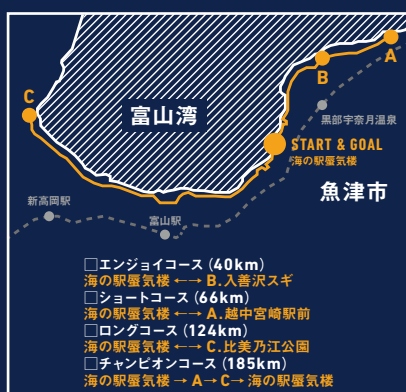 A
B
C
富山湾
黒部宇奈月温泉
START & GOAL
海の駅蜃気楼
魚津市
新高岡駅
富山駅
□エンジョイコース（40km）
海の駅蜃気楼 ←→ B.入善沢スギ
□ショートコース（66km）
海の駅蜃気楼 ←→ A.越中宮崎駅前
□ロングコース（124km）
海の駅蜃気楼 ←→ C.比美乃江公園
□チャンピオンコース（185km）
海の駅蜃気楼 → A → C → 海の駅蜃気楼